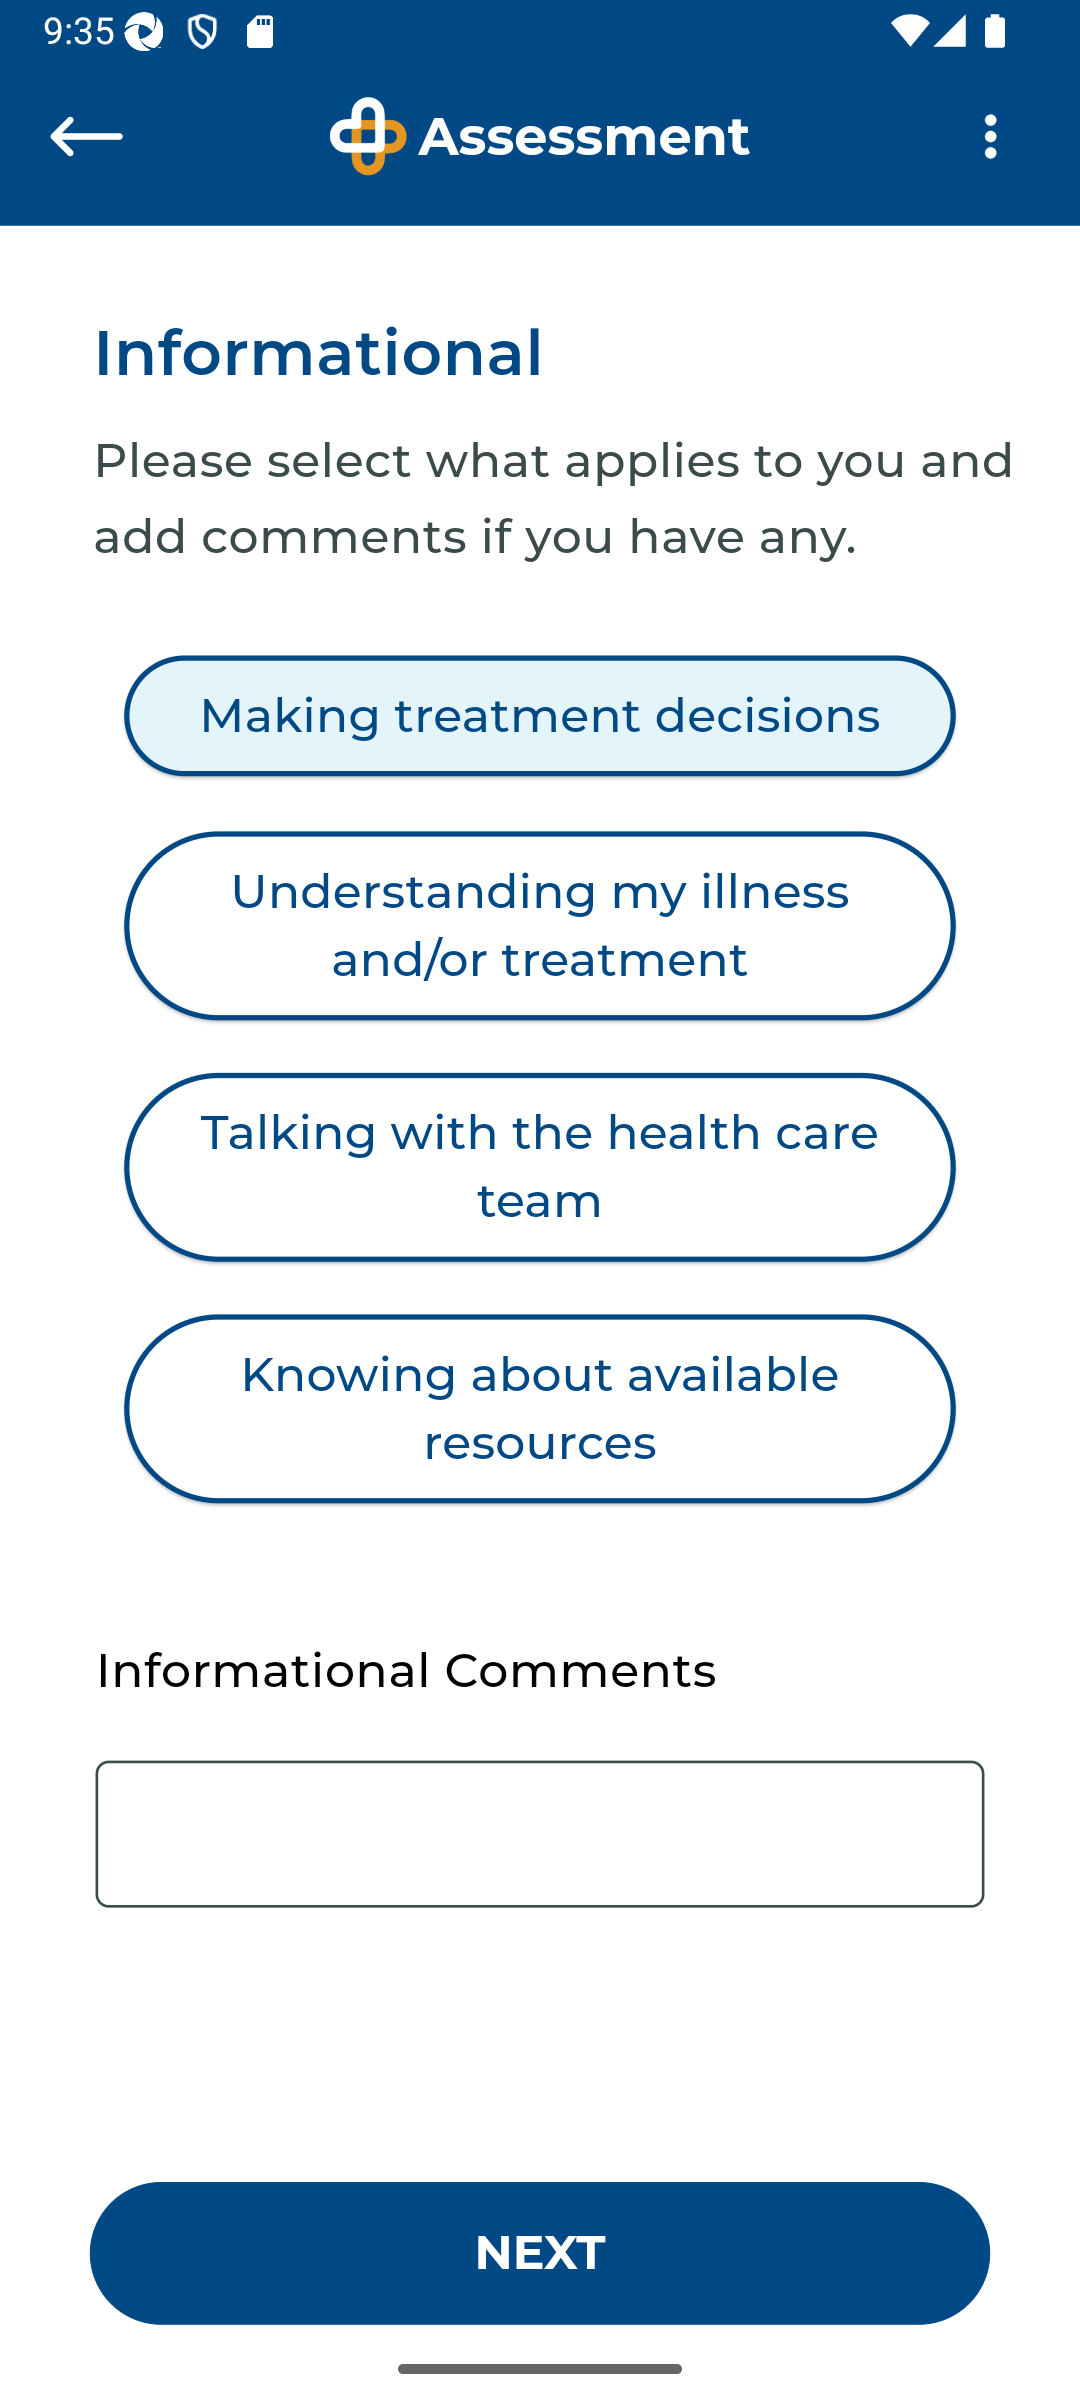 9:35
Assessment
Informational
Please select what applies to you and
add comments if you have any.
Making treatment decisions
Understanding my illness
and/or treatment
Talking with the health care
team
Knowing about available
resources
Informational Comments
NEXT